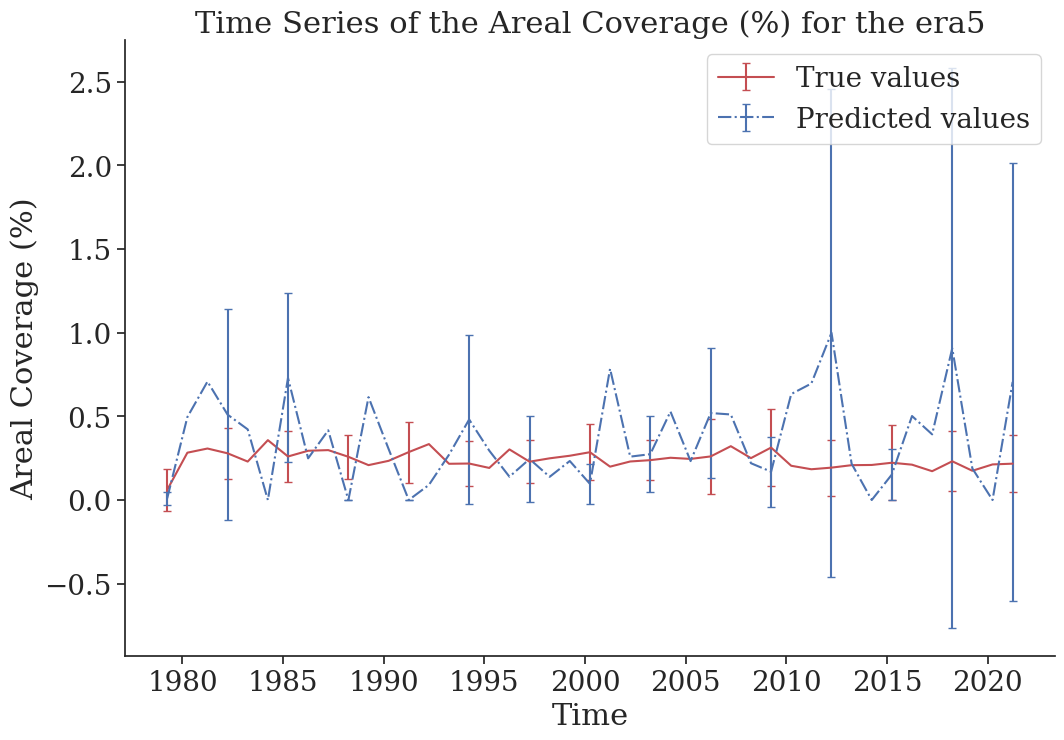 Time Series of the Areal Coverage (%) for the era5
True values
Predicted values
Areal Coverage (%)
2.5
2.0
1.5
1.0
0.5
0.0
−0.5
1980 1985 1990 1995 2000 2005 2010 2015 2020
Time